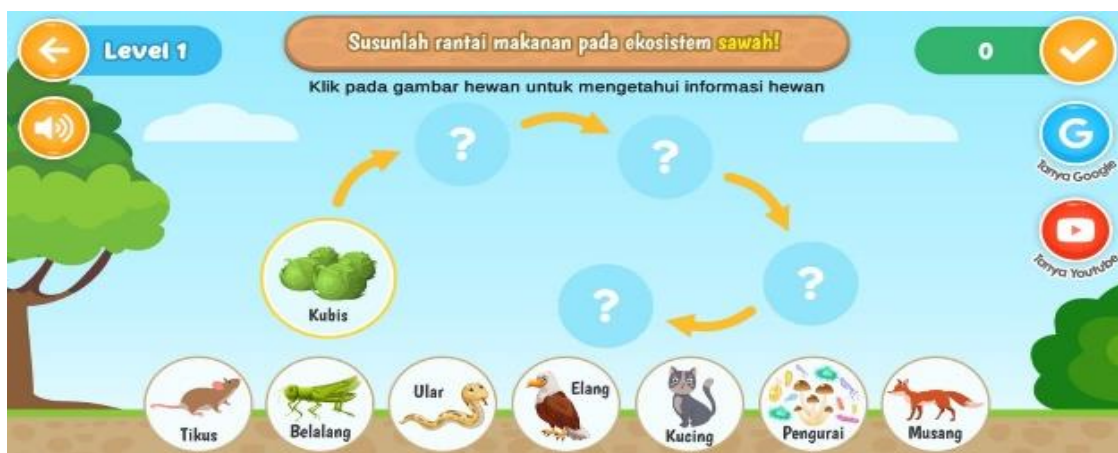 Level 1
Susunlah rantai makanan pada ekosistem sawah!
0
Klik pada gambar hewan untuk mengetahui informasi hewan
?
?
G
Tanya Google
Tanya Youtube
Kubis
?
?
Tikus
Belalang
Ular
Elang
Kucing
Pengurai
Musang